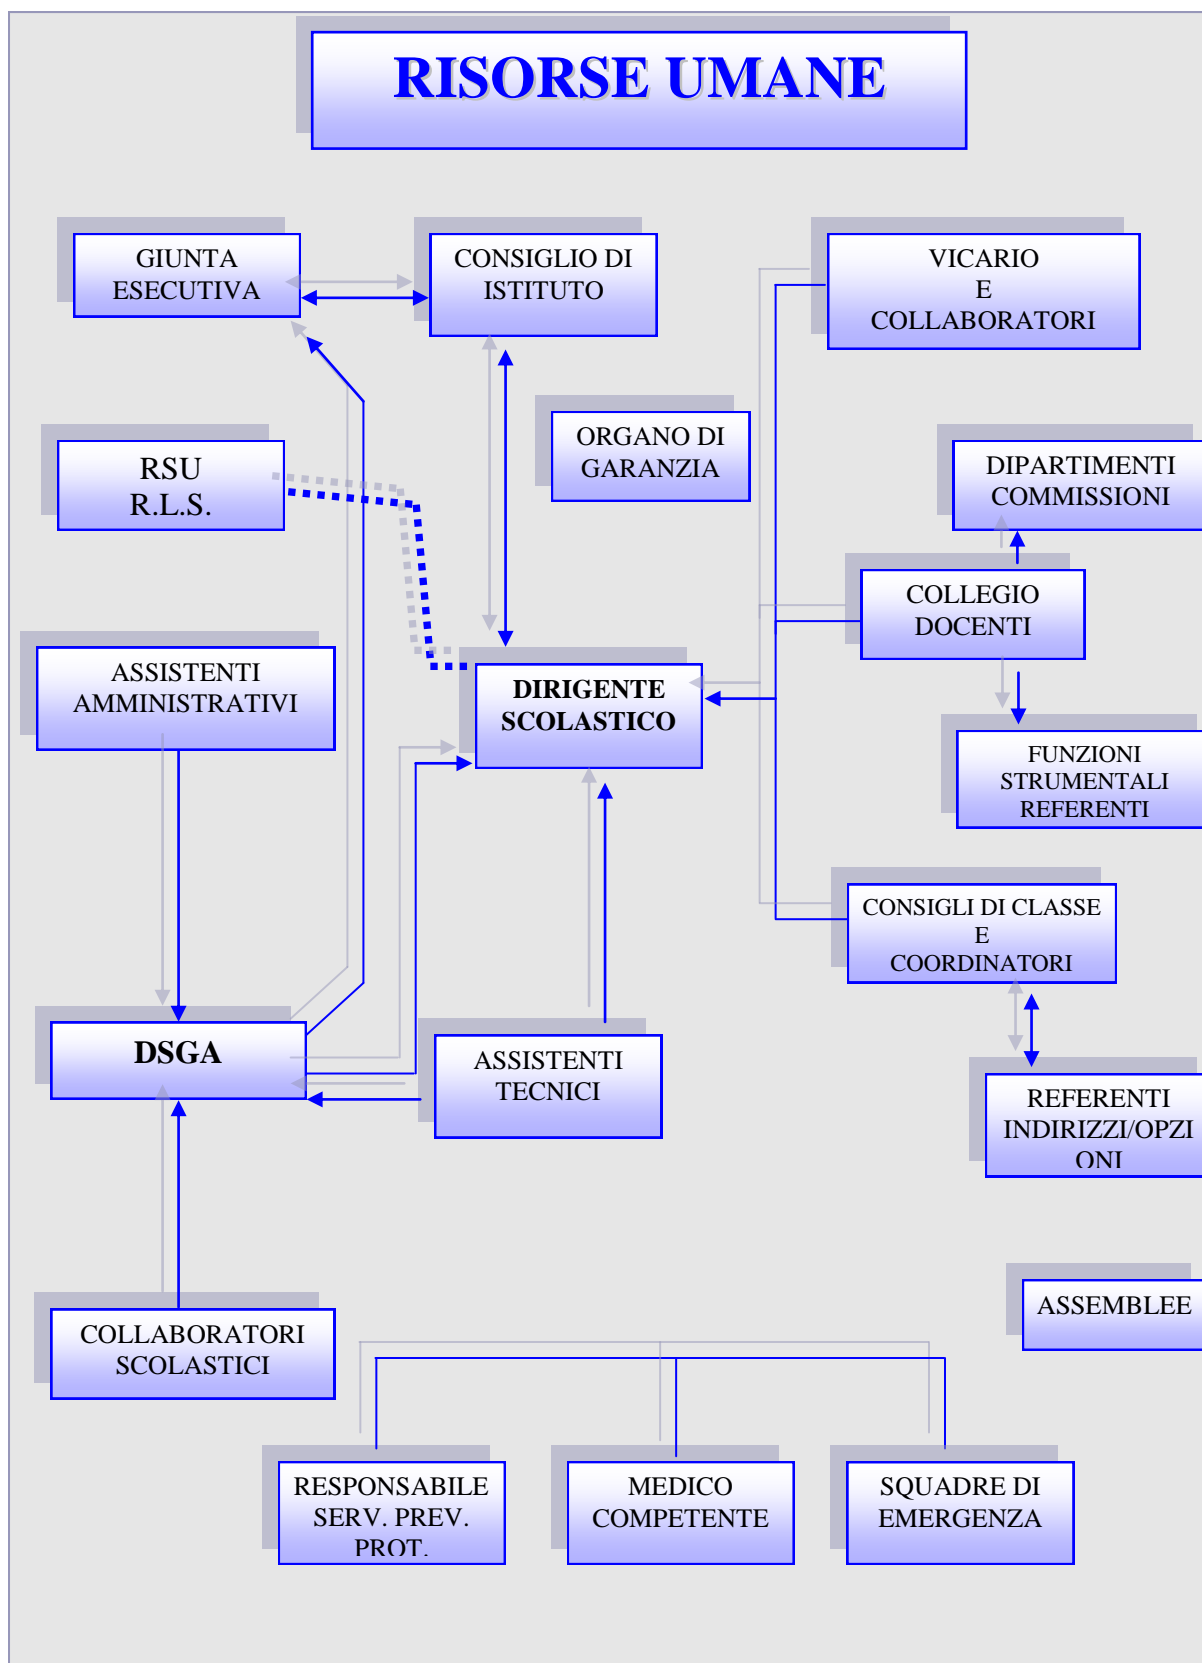 RISORSE UMANE
GIUNTA
ESECUTIVA
CONSIGLIO DI
ISTITUTO
VICARIO
E
COLLABORATORI
ORGANO DI
GARANZIA
RSU
R.L.S.
DIPARTIMENTI
COMMISSIONI
COLLEGIO
DOCENTI
ASSISTENTI
AMMINISTRATIVI
DIRIGENTE
SCOLASTICO
FUNZIONI
STRUMENTALI
REFERENTI
CONSIGLI DI CLASSE
E
COORDINATORI
DSGA
ASSISTENTI
TECNICI
REFERENTI
INDIRIZZI/OPZI
ONI
ASSEMBLEE
COLLABORATORI
SCOLASTICI
RESPONSABILE
SERV. PREV.
PROT.
MEDICO
COMPETENTE
SQUADRE DI
EMERGENZA